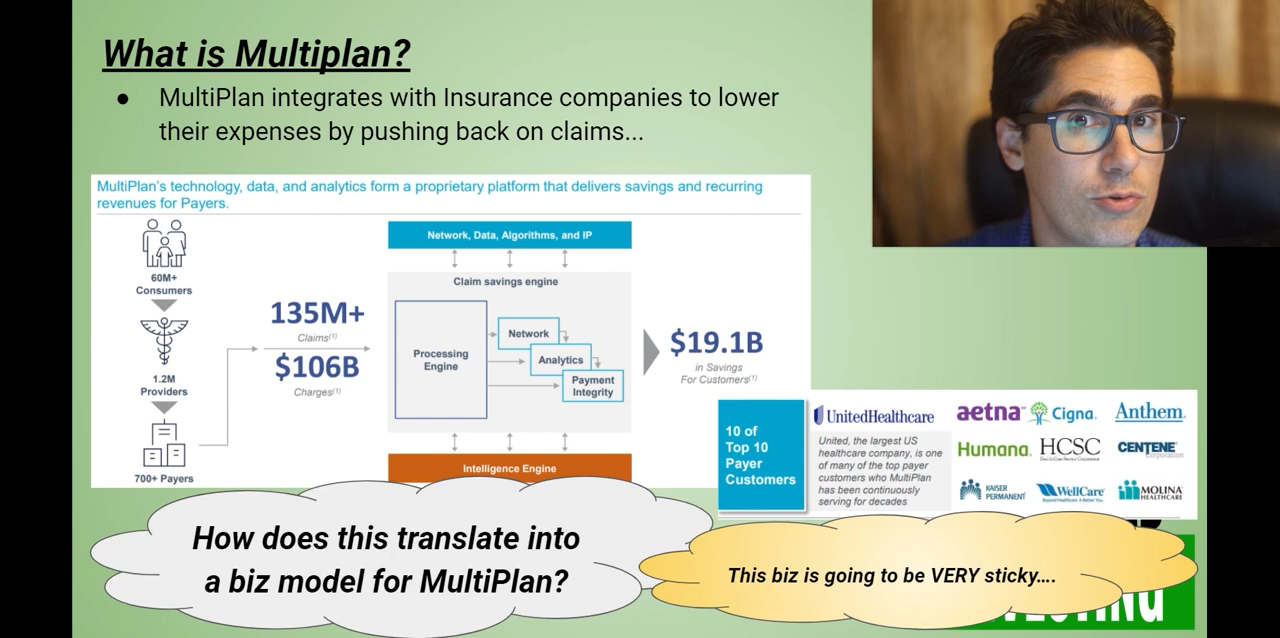 What is Multiplan?
● MultiPlan integrates with Insurance companies to lower
their expenses by pushing back on claims...
MultiPlan's technology, data, and analytics form a proprietary platform that delivers savings and recurring
revenues for Payers.
60M+
Consumers
1.2M
Providers
700+ Payers
135M+
Claims(1)
$106B
Charges(1)
Network, Data, Algorithms, and IP
Claim savings engine
Processing
Engine
Network
Analytics
Payment
Integrity
Intelligence Engine
$19.1B
in Savings
For Customers(1)
10 of
Top 10
Payer
Customers
UnitedHealthcare
United, the largest US
healthcare company, is one
of many of the top payer
customers who MultiPlan
has been continuously
serving for decades
aetna
Cigna.
Anthem.
Humana.
HCSC
CENTENE
Corporation
KAISER
PERMANENT
WellCare
MOLINA
HEALTHCARE
How does this translate into
a biz model for MultiPlan?
This biz is going to be VERY sticky....